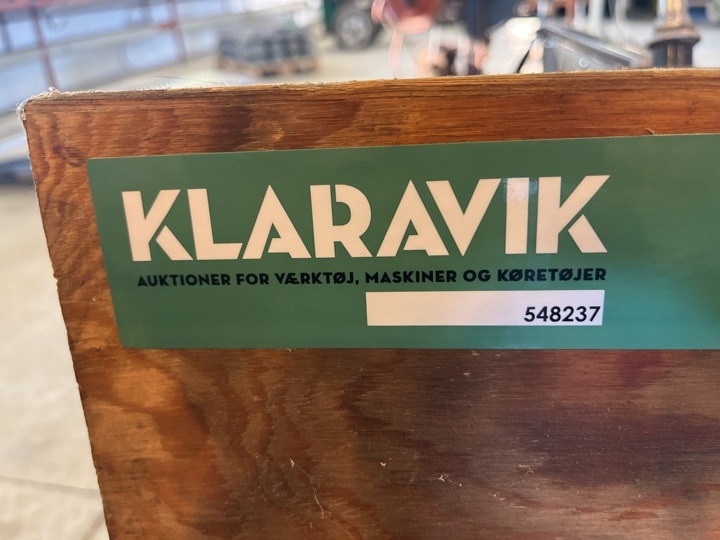 KLARAVIK
AUKTIONER FOR VÆRKTØJ, MASKINER OG KØRETØJER
548237